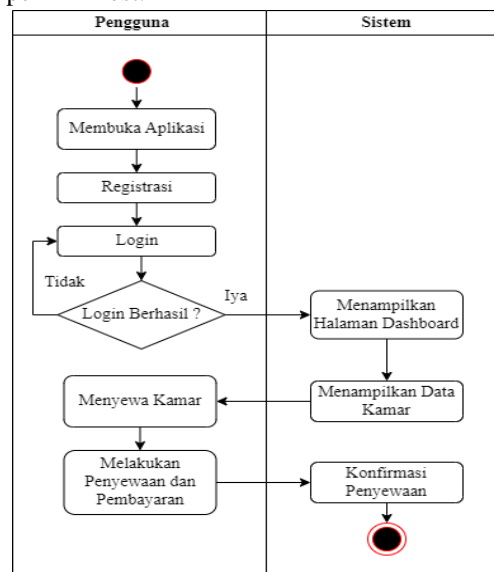 Pengguna
Sistem
Membuka Aplikasi
Registrasi
Login
Tidak
Login Berhasil ?
Iya
Menampilkan
Halaman Dashboard
Menampilkan Data
Kamar
Menyewa Kamar
Melakukan
Penyewaan dan
Pembayaran
Konfirmasi
Penyewaan